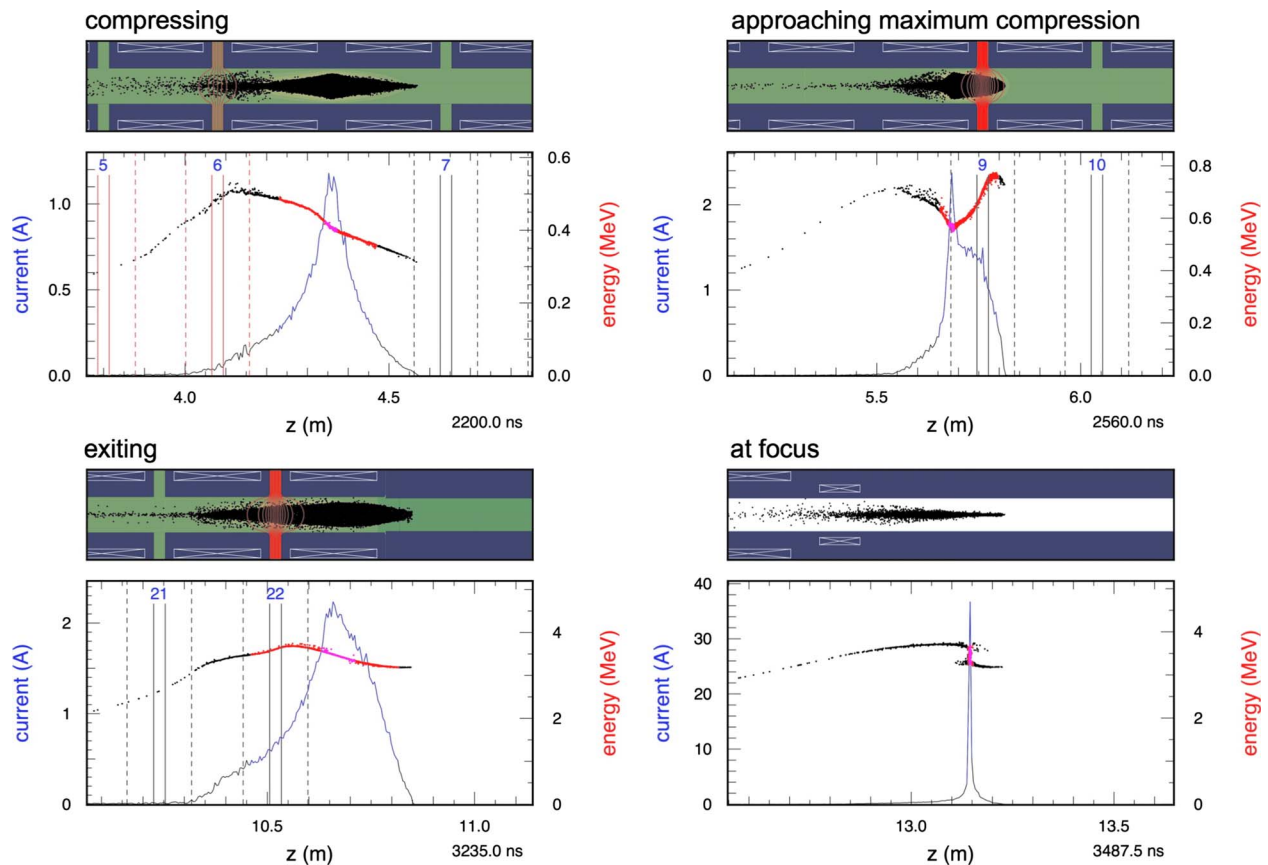 compressing
5 6 7
current (A)
1.0
0.5
0.0
0.6
0.4
0.2
0.0
energy (MeV)
4.0 4.5
z (m)
2200.0 ns
approaching maximum compression
9 10
current (A)
2
1
0
0.8
0.6
0.4
0.2
0.0
energy (MeV)
5.5 6.0
z (m)
2560.0 ns
exiting
21 22
current (A)
2
1
0
4
2
0
energy (MeV)
10.5 11.0
z (m)
3235.0 ns
at focus
current (A)
40
30
20
10
0
4
2
0
energy (MeV)
13.0 13.5
z (m)
3487.5 ns